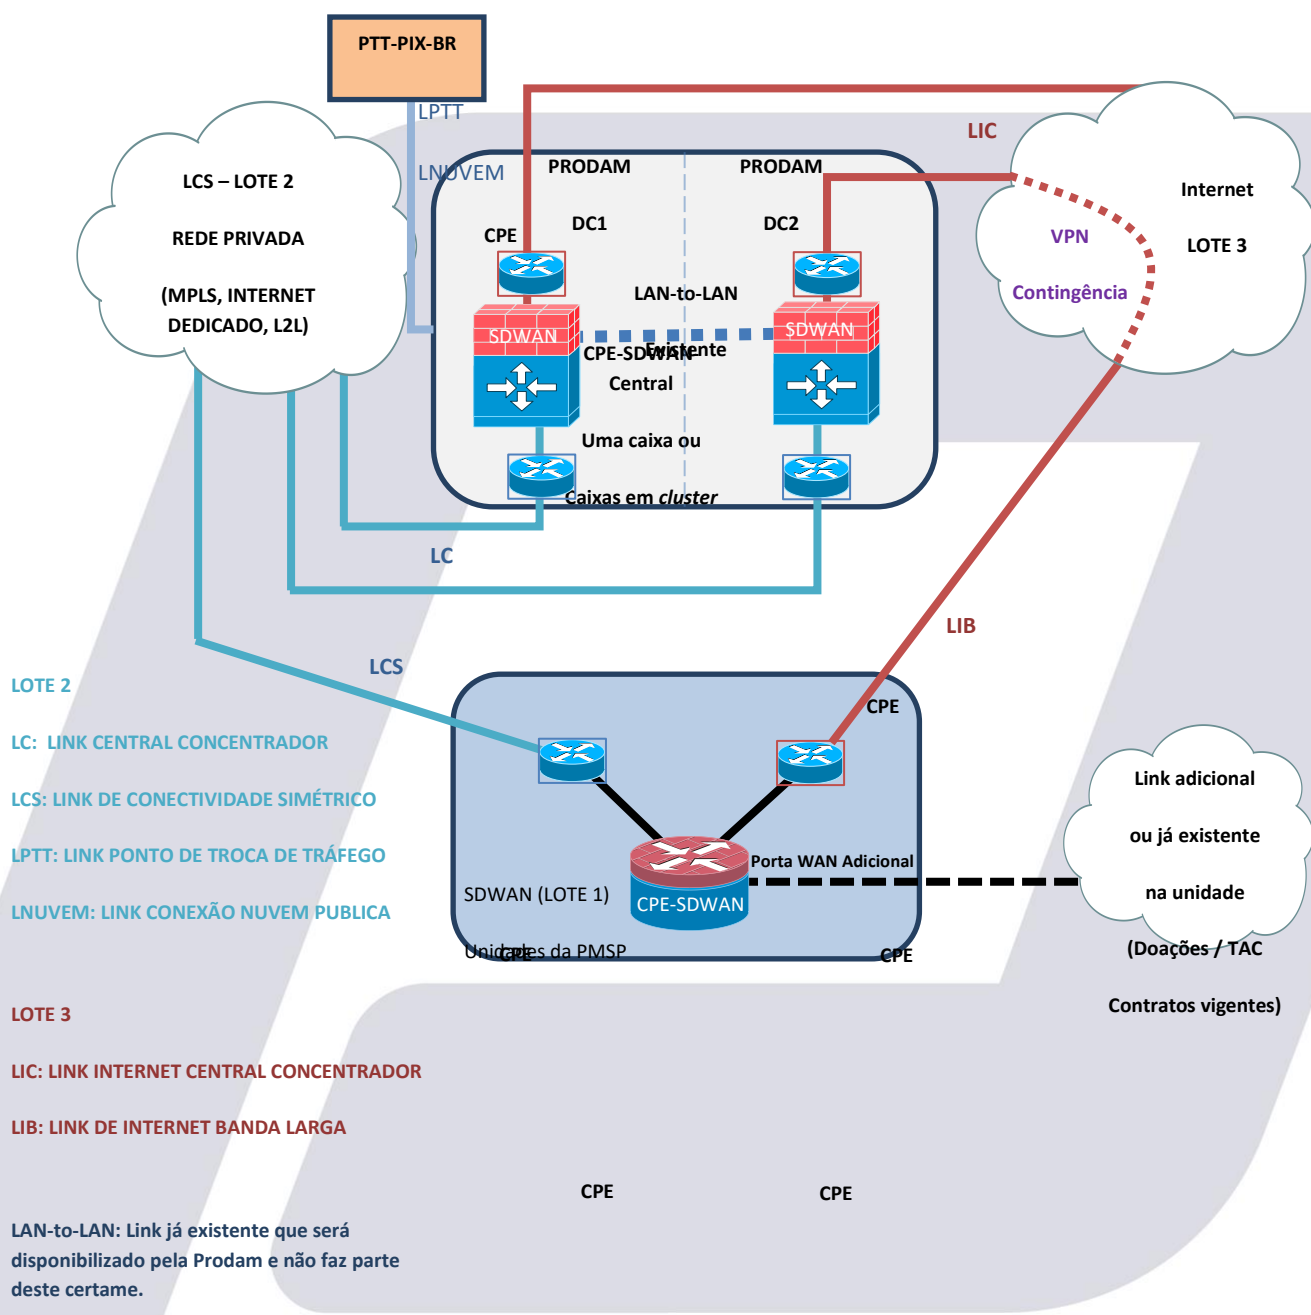 PTT-PIX-BR
LPTT
LNUVEM
LIC
LCS – LOTE 2
REDE PRIVADA
(MPLS, INTERNET
DEDICADO, L2L)
PRODAM
DC1
PRODAM
DC2
CPE
Internet
LOTE 3
VPN
Contingência
LAN-to-LAN
Existente
SDWAN
SDWAN
CPE-SDWAN
Central
Uma caixa ou
Caixas em cluster
LC
LIB
LCS
CPE
LOTE 2
LC: LINK CENTRAL CONCENTRADOR
LCS: LINK DE CONECTIVIDADE SIMÉTRICO
LPTT: LINK PONTO DE TROCA DE TRÁFEGO
LNUVEM: LINK CONEXÃO NUVEM PUBLICA
SDWAN (LOTE 1)
Unidades da PMSP
CPE
CPE-SDWAN
Porta WAN Adicional
CPE
Link adicional
ou já existente
na unidade
(Doações / TAC
Contratos vigentes)
LOTE 3
LIC: LINK INTERNET CENTRAL CONCENTRADOR
LIB: LINK DE INTERNET BANDA LARGA
CPE
CPE
LAN-to-LAN: Link já existente que será
disponibilizado pela Prodam e não faz parte
deste certame.